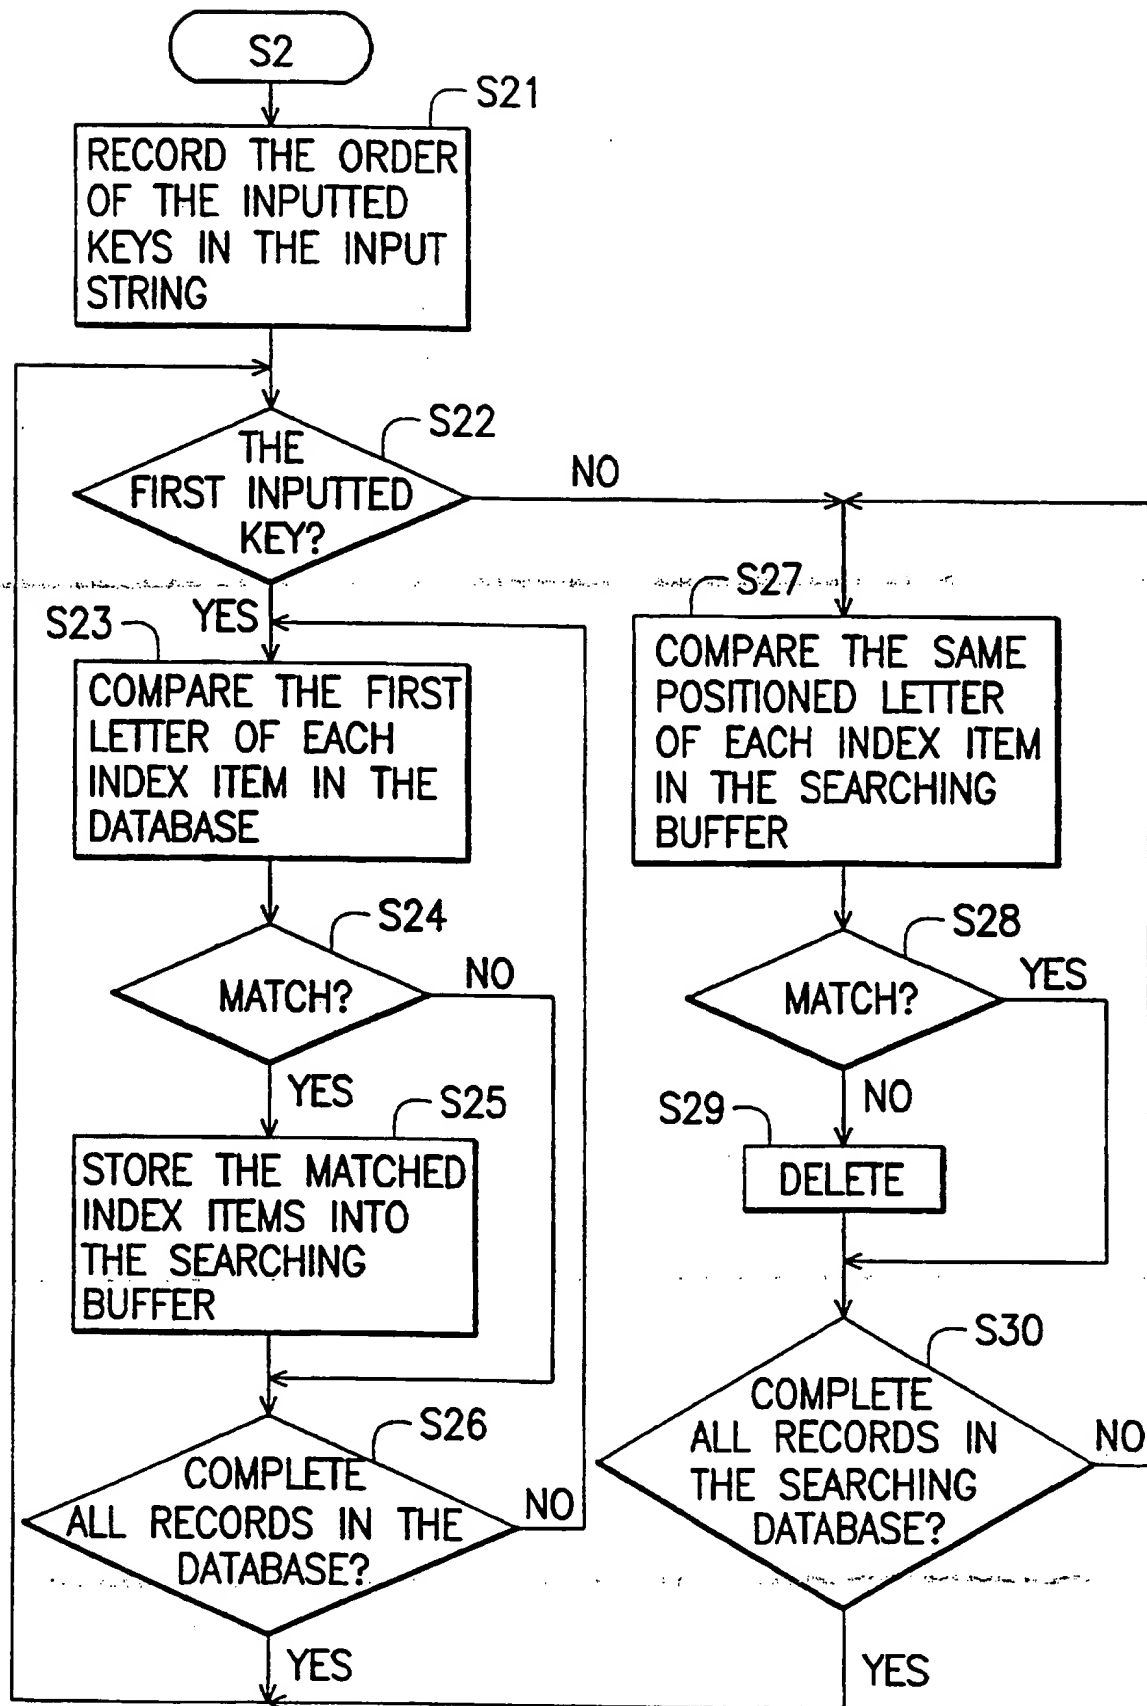 S2
S21
RECORD THE ORDER
OF THE INPUTTED
KEYS IN THE INPUT
STRING
S22
THE
FIRST INPUTTED
KEY?
NO
YES
S23
COMPARE THE FIRST
LETTER OF EACH
INDEX ITEM IN THE
DATABASE
S24
MATCH?
NO
YES
S25
STORE THE MATCHED
INDEX ITEMS INTO
THE SEARCHING
BUFFER
S26
COMPLETE
ALL RECORDS IN THE
DATABASE?
NO
YES
S27
COMPARE THE SAME
POSITIONED LETTER
OF EACH INDEX ITEM
IN THE SEARCHING
BUFFER
S28
MATCH?
YES
NO
S29
DELETE
S30
COMPLETE
ALL RECORDS IN
THE SEARCHING
DATABASE?
NO
YES